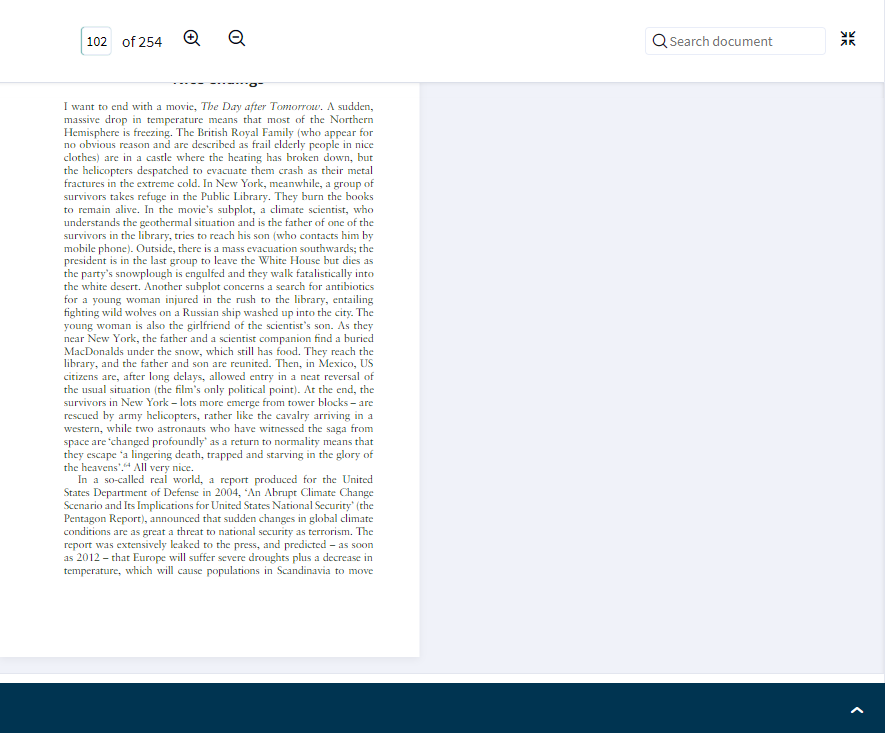 102 of 254
Search document
Nice endings
I want to end with a movie, The Day after Tomorrow. A sudden,
massive drop in temperature means that most of the Northern
Hemisphere is freezing. The British Royal Family (who appear for
no obvious reason and are described as frail elderly people in nice
clothes) are in a castle where the heating has broken down, but
the helicopters despatched to evacuate them crash as their metal
fractures in the extreme cold. In New York, meanwhile, a group of
survivors takes refuge in the Public Library. They burn the books
to remain alive. In the movie's subplot, a climate scientist, who
understands the geothermal situation and is the father of one of the
survivors in the library, tries to reach his son (who contacts him by
mobile phone). Outside, there is a mass evacuation southwards; the
president is in the last group to leave the White House but dies as
the party's snowplough is engulfed and they walk fatalistically into
the white desert. Another subplot concerns a search for antibiotics
for a young woman injured in the rush to the library, entailing
fighting wild wolves on a Russian ship washed up into the city. The
young woman is also the girlfriend of the scientist's son. As they
near New York, the father and a scientist companion find a buried
MacDonalds under the snow, which still has food. They reach the
library, and the father and son are reunited. Then, in Mexico, US
citizens are, after long delays, allowed entry in a neat reversal of
the usual situation (the film's only political point). At the end, the
survivors in New York – lots more emerge from tower blocks – are
rescued by army helicopters, rather like the cavalry arriving in a
western, while two astronauts who have witnessed the saga from
space are 'changed profoundly' as a return to normality means that
they escape 'a lingering death, trapped and starving in the glory of
the heavens'.64 All very nice.
In a so-called real world, a report produced for the United
States Department of Defense in 2004, 'An Abrupt Climate Change
Scenario and Its Implications for United States National Security' (the
Pentagon Report), announced that sudden changes in global climate
conditions are as great a threat to national security as terrorism. The
report was extensively leaked to the press, and predicted – as soon
as 2012 – that Europe will suffer severe droughts plus a decrease in
temperature, which will cause populations in Scandinavia to move